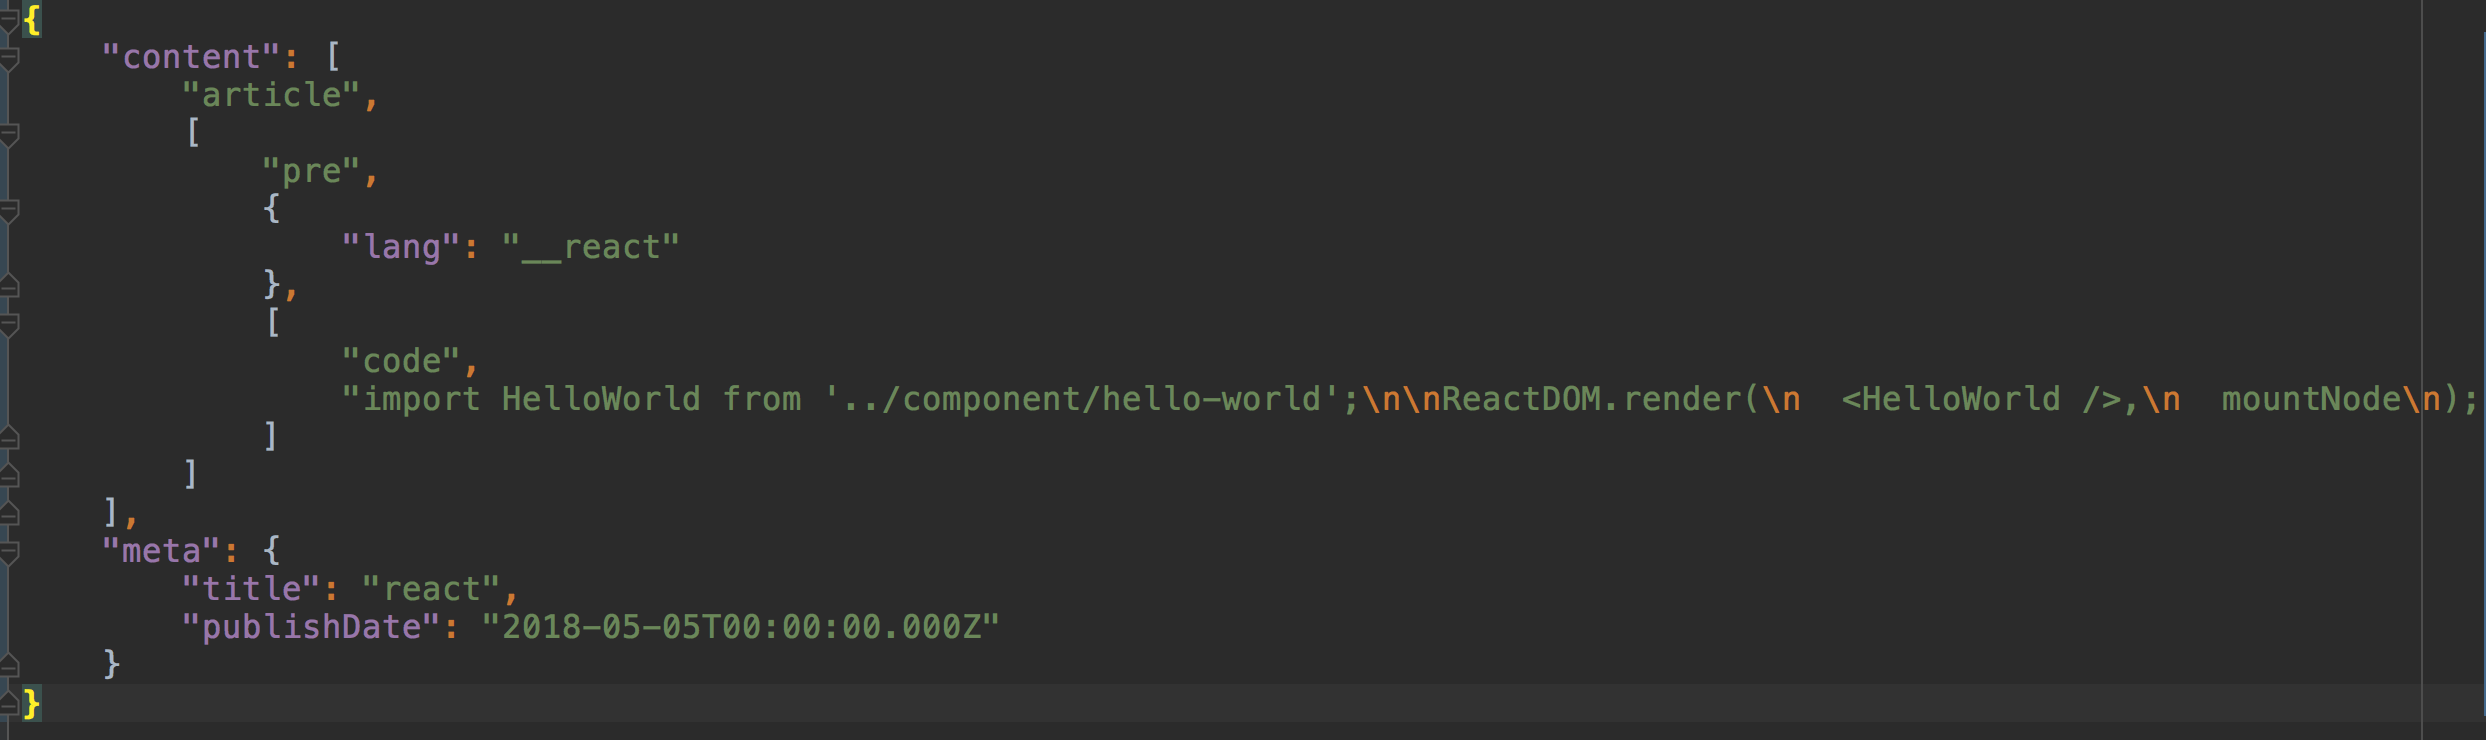 {
    "content": [
        "article",
        [
            "pre",
            {
                "lang": "__react"
            },
            [
                "code",
                "import HelloWorld from '../component/hello-world';\n\nReactDOM.render(\n  <HelloWorld />,\n  mountNode\n);
            ]
        ]
    ],
    "meta": {
        "title": "react",
        "publishDate": "2018-05-05T00:00:00.000Z"
    }
}